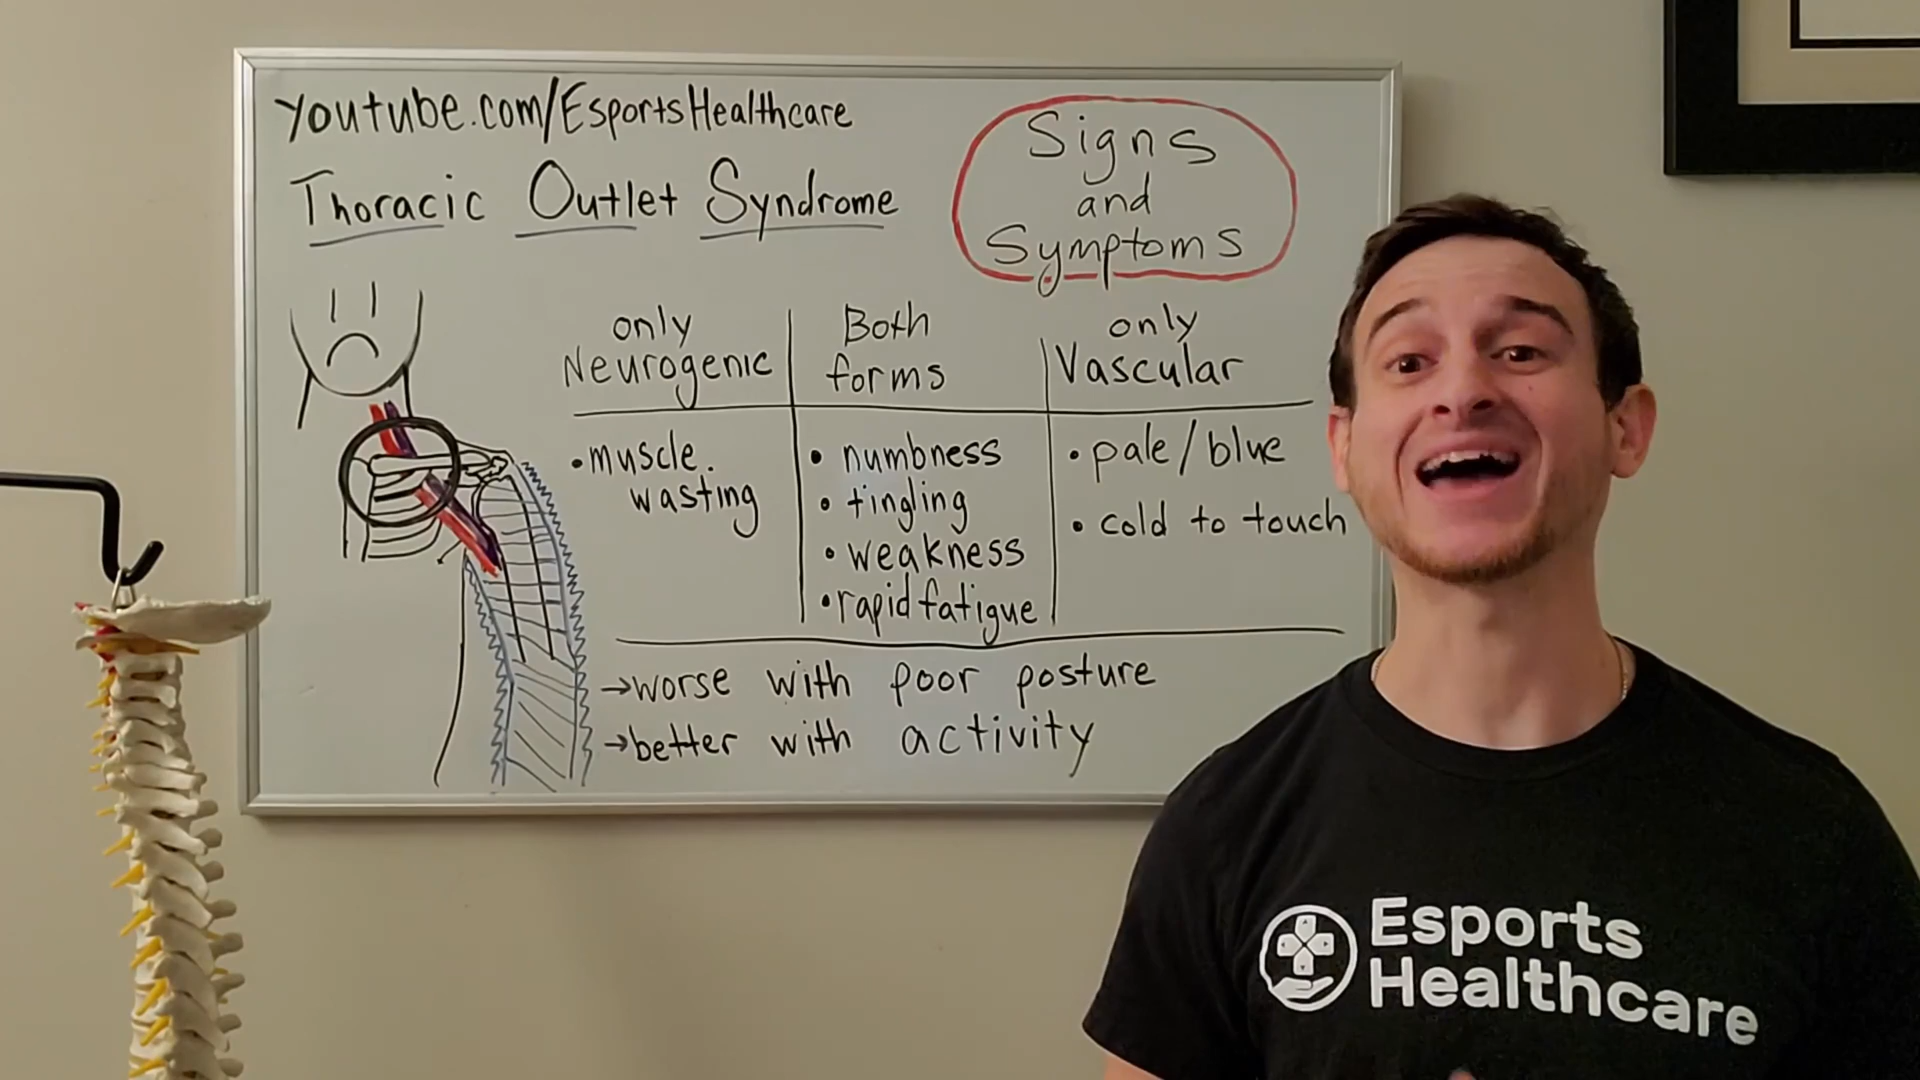 youtube.com/EsportsHealthcare
Thoracic Outlet Syndrome
Signs
and
Symptoms
only
Neurogenic
Both
forms
only
Vascular
• muscle
wasting
• numbness
• tingling
• weakness
• rapid fatigue
• pale/blue
• cold to touch
→ worse with poor posture
→ better with activity
Esports
Healthcare